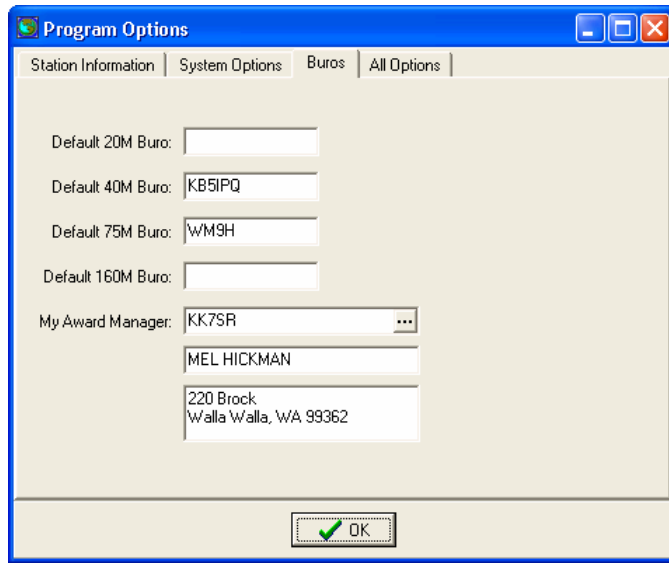 Program Options
Station Information System Options Buros All Options
Default 20M Buro:
Default 40M Buro: KB5IPQ
Default 75M Buro: WM9H
Default 160M Buro:
My Award Manager: KK7SR ...
MEL HICKMAN
220 Brock
Walla Walla, WA 99362
OK